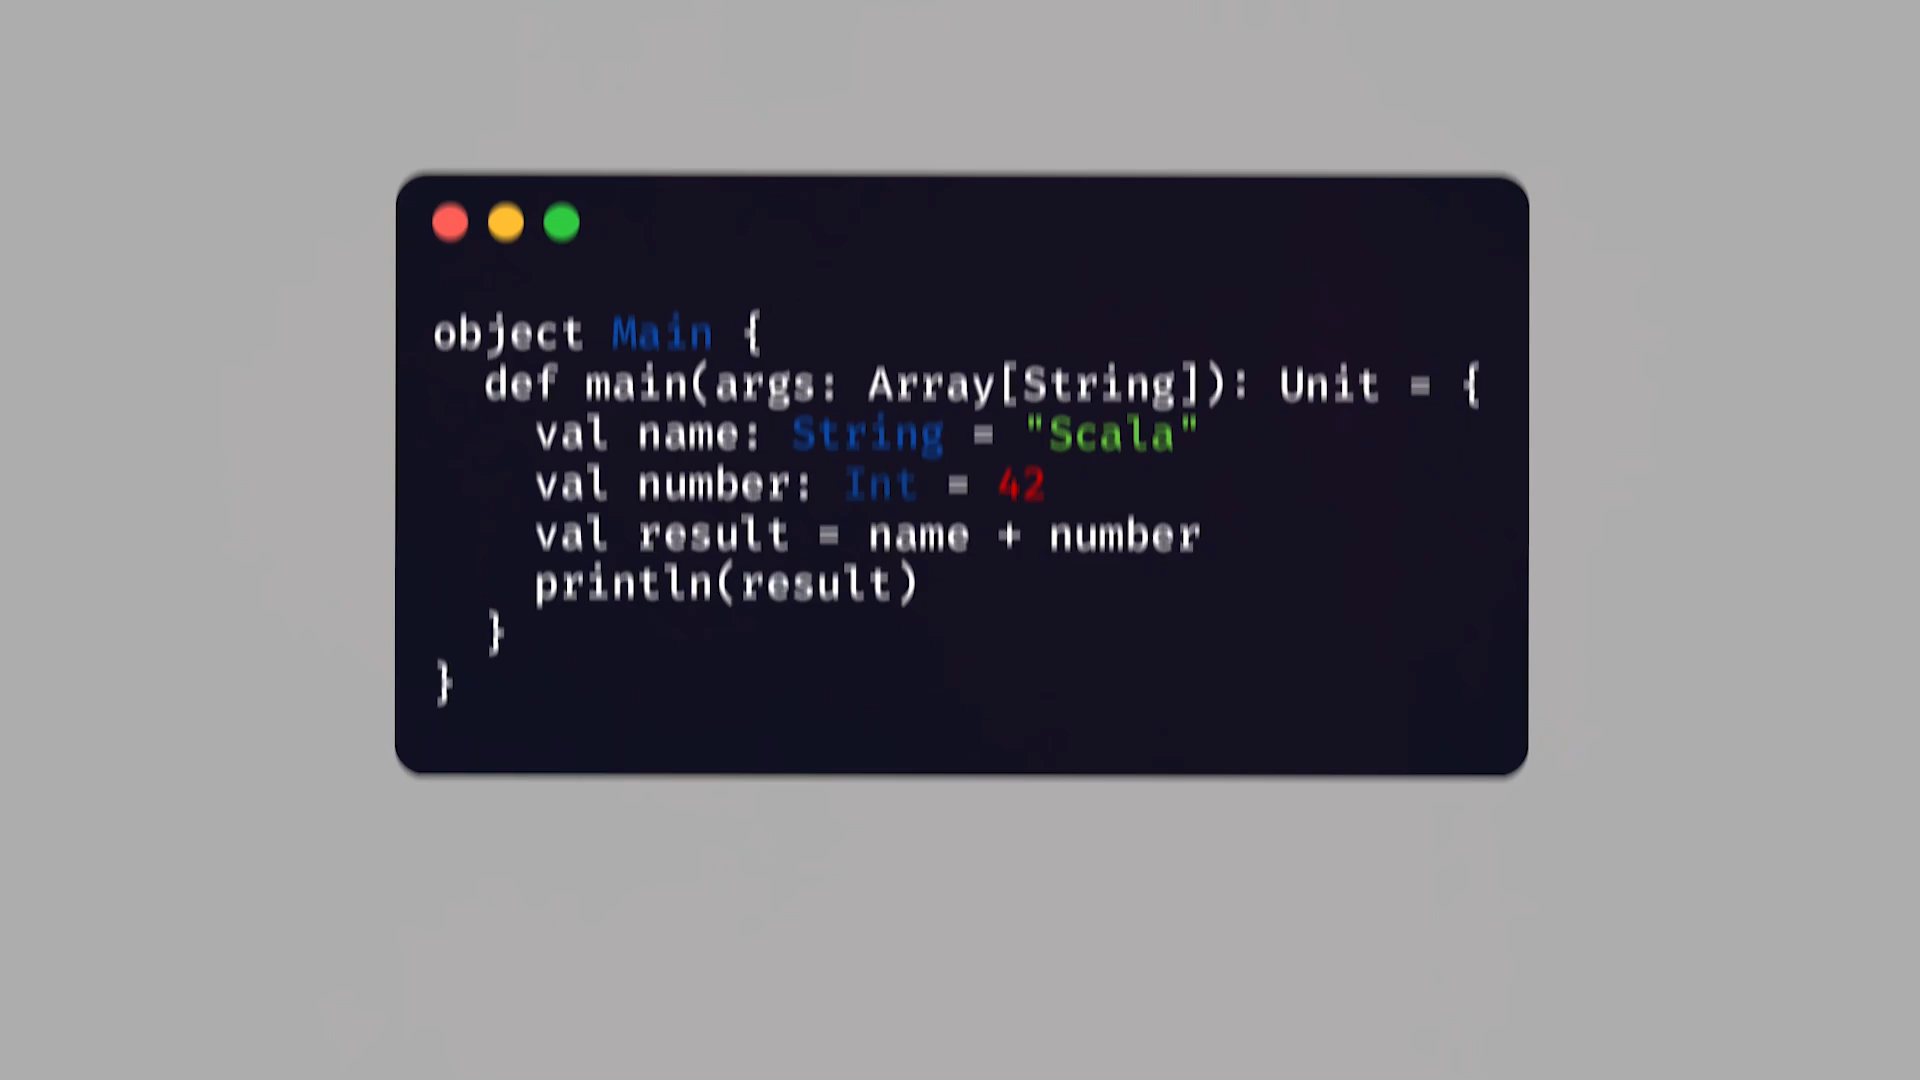 object Main {
  def main(args: Array[String]): Unit = {
    val name: String = "Scala"
    val number: Int = 42
    val result = name + number
    println(result)
  }
}